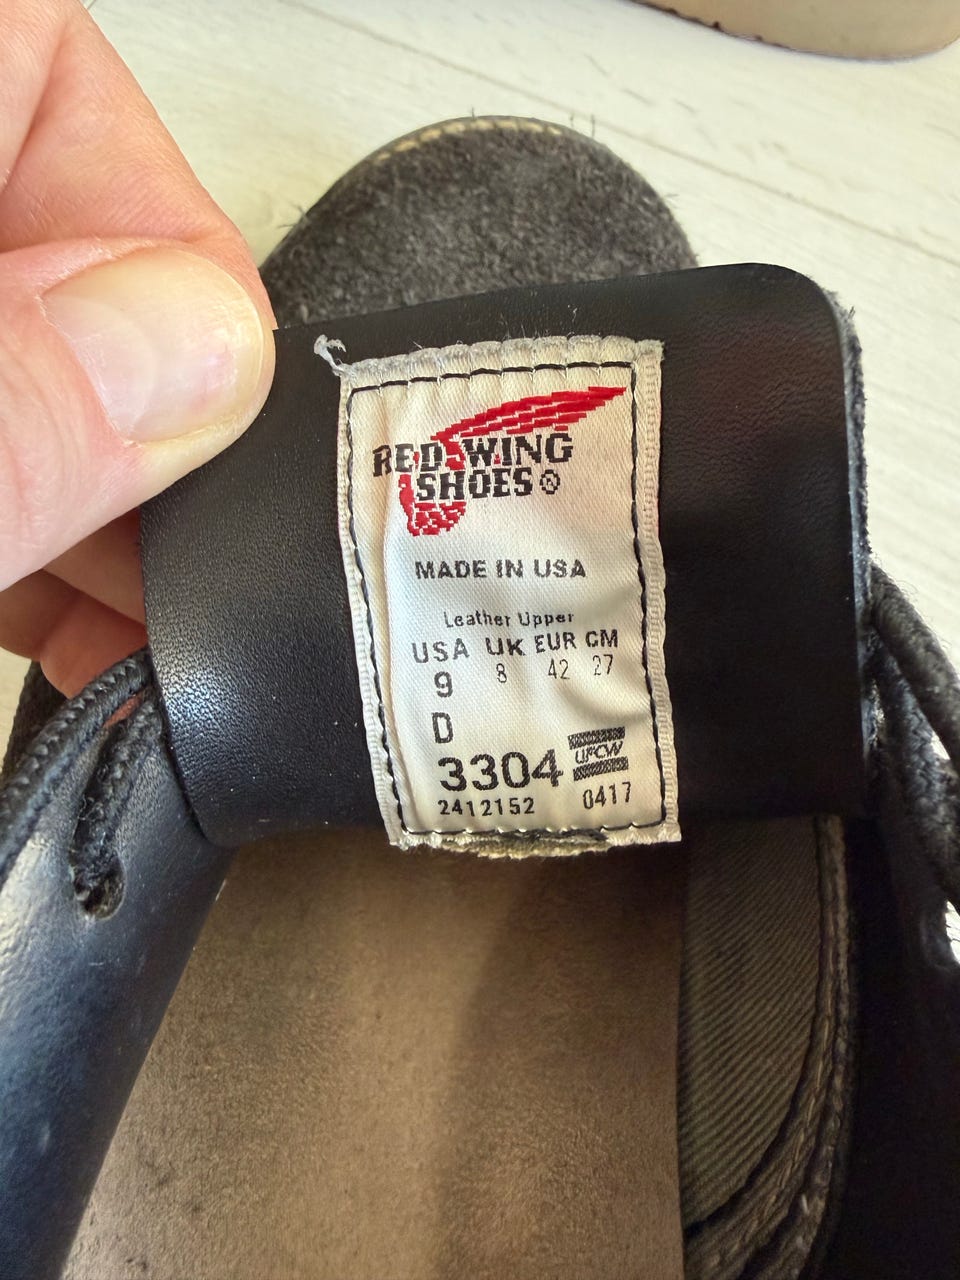 RED WING
SHOES®
MADE IN USA
Leather Upper
USA UK EUR CM
9 8 42 27
D
3304 UFCW
2412152 0417